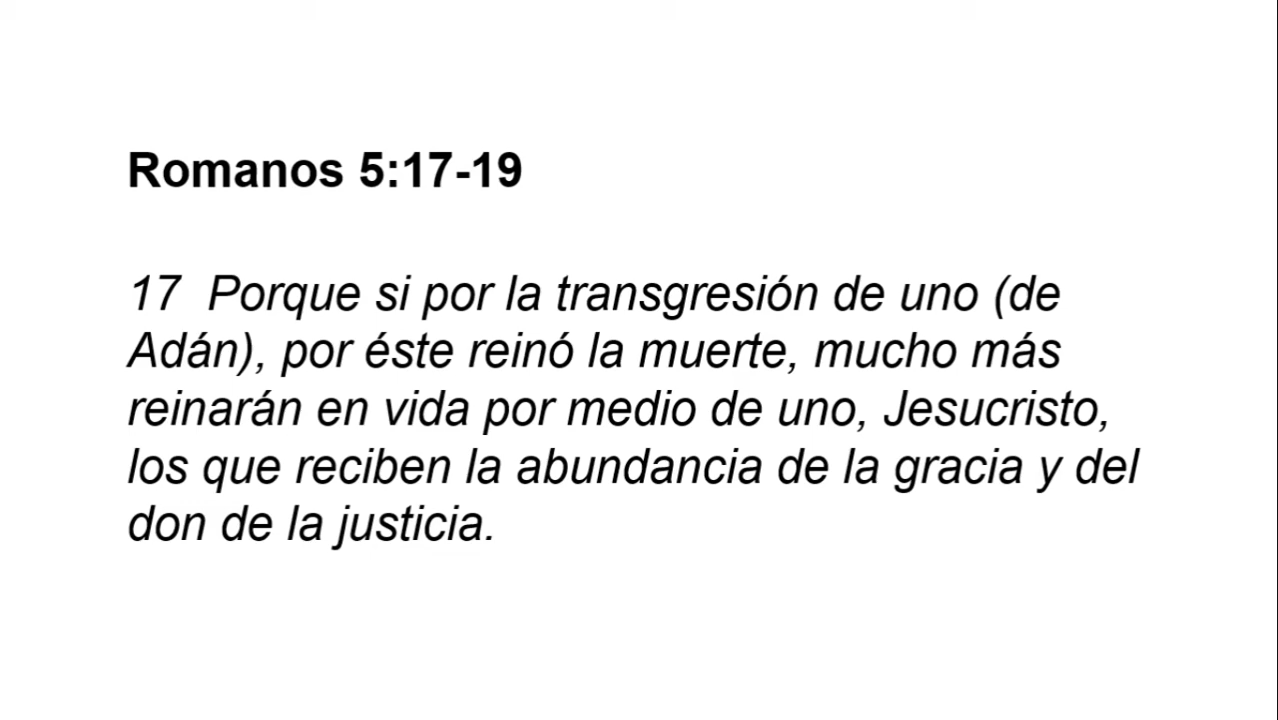 Romanos 5:17-19
17 Porque si por la transgresión de uno (de
Adán), por éste reinó la muerte, mucho más
reinarán en vida por medio de uno, Jesucristo,
los que reciben la abundancia de la gracia y del
don de la justicia.